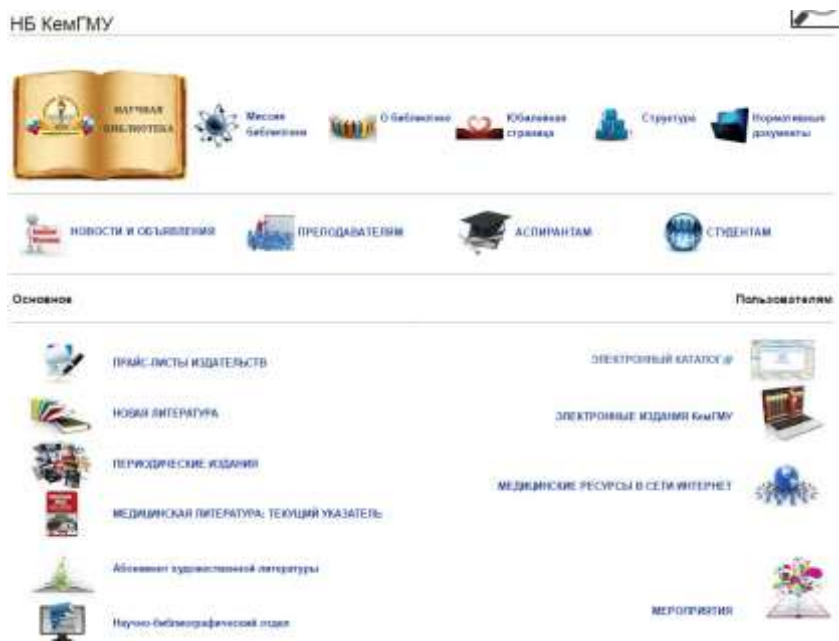 НБ КемГМУ
НАУЧНАЯ
БИБЛИОТЕКА
Миссия
библиотеки
О библиотеке
Юбилейная
страница
Структура
Нормативные
документы
НОВОСТИ И ОБЪЯВЛЕНИЯ
ПРЕПОДАВАТЕЛЯМ
АСПИРАНТАМ
СТУДЕНТАМ
Основное
Пользователям
ПРАЙС-ЛИСТЫ ИЗДАТЕЛЬСТВ
ЭЛЕКТРОННЫЙ КАТАЛОГ@
НОВАЯ ЛИТЕРАТУРА
ЭЛЕКТРОННЫЕ ИЗДАНИЯ КемГМУ
ПЕРИОДИЧЕСКИЕ ИЗДАНИЯ
МЕДИЦИНСКИЕ РЕСУРСЫ В СЕТИ ИНТЕРНЕТ
МЕДИЦИНСКАЯ ЛИТЕРАТУРА: ТЕКУЩИЙ УКАЗАТЕЛЬ
Абонемент художественной литературы
МЕРОПРИЯТИЯ
Научно-библиографический отдел